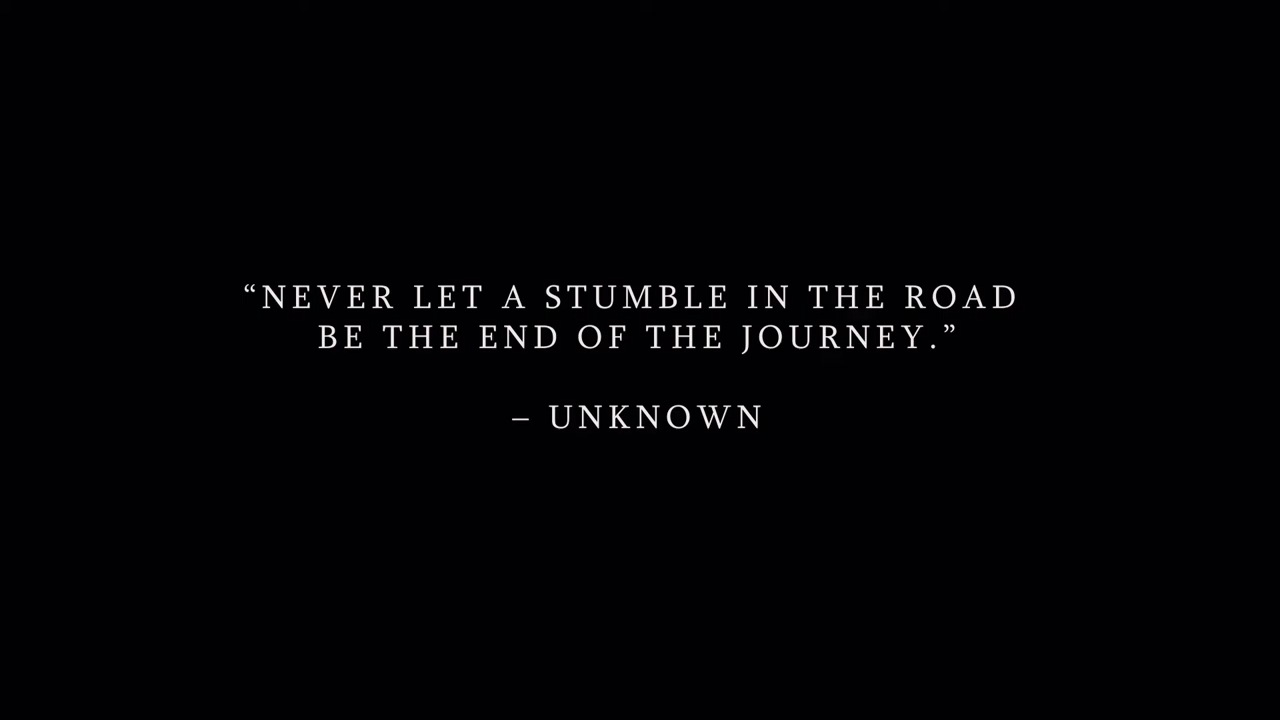 “NEVER LET A STUMBLE IN THE ROAD
BE THE END OF THE JOURNEY.”
– UNKNOWN